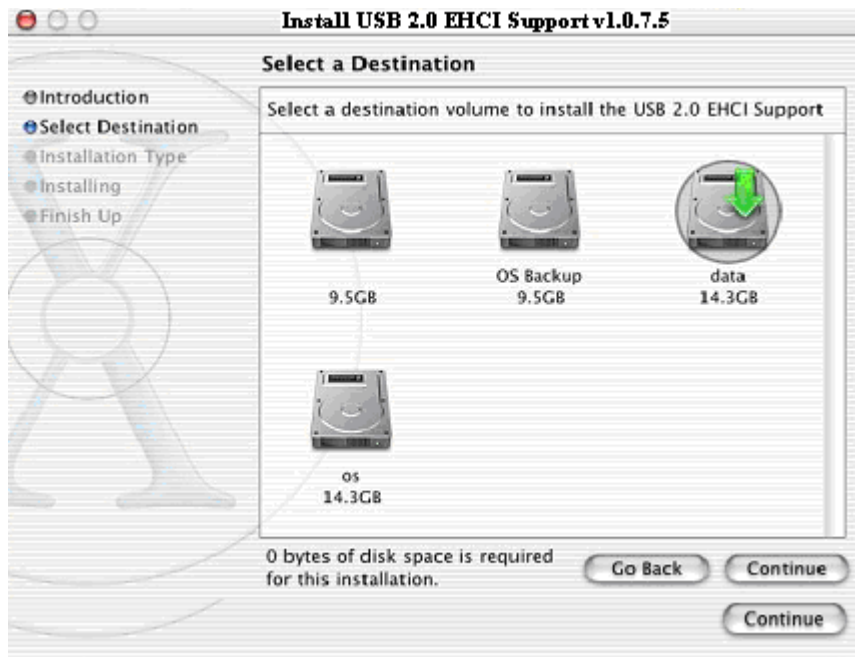 Install USB 2.0 EHCI Support v1.0.7.5
Select a Destination
Introduction
Select Destination
Installation Type
Installing
Finish Up
Select a destination volume to install the USB 2.0 EHCI Support
9.5GB
OS Backup
9.5GB
data
14.3GB
os
14.3GB
0 bytes of disk space is required
for this installation.
Go Back
Continue
Continue